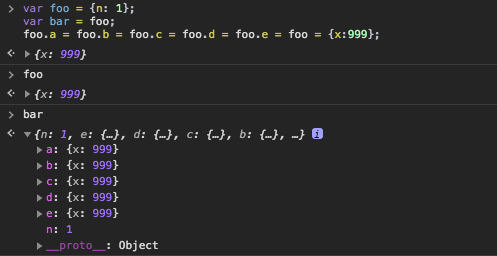 > var foo = {n: 1};
var bar = foo;
foo.a = foo.b = foo.c = foo.d = foo.e = foo = {x:999};
{x: 999}
> foo
{x: 999}
> bar
{n: 1, e: {…}, d: {…}, c: {…}, b: {…}, …} i
a: {x: 999}
b: {x: 999}
c: {x: 999}
d: {x: 999}
e: {x: 999}
n: 1
__proto__: Object